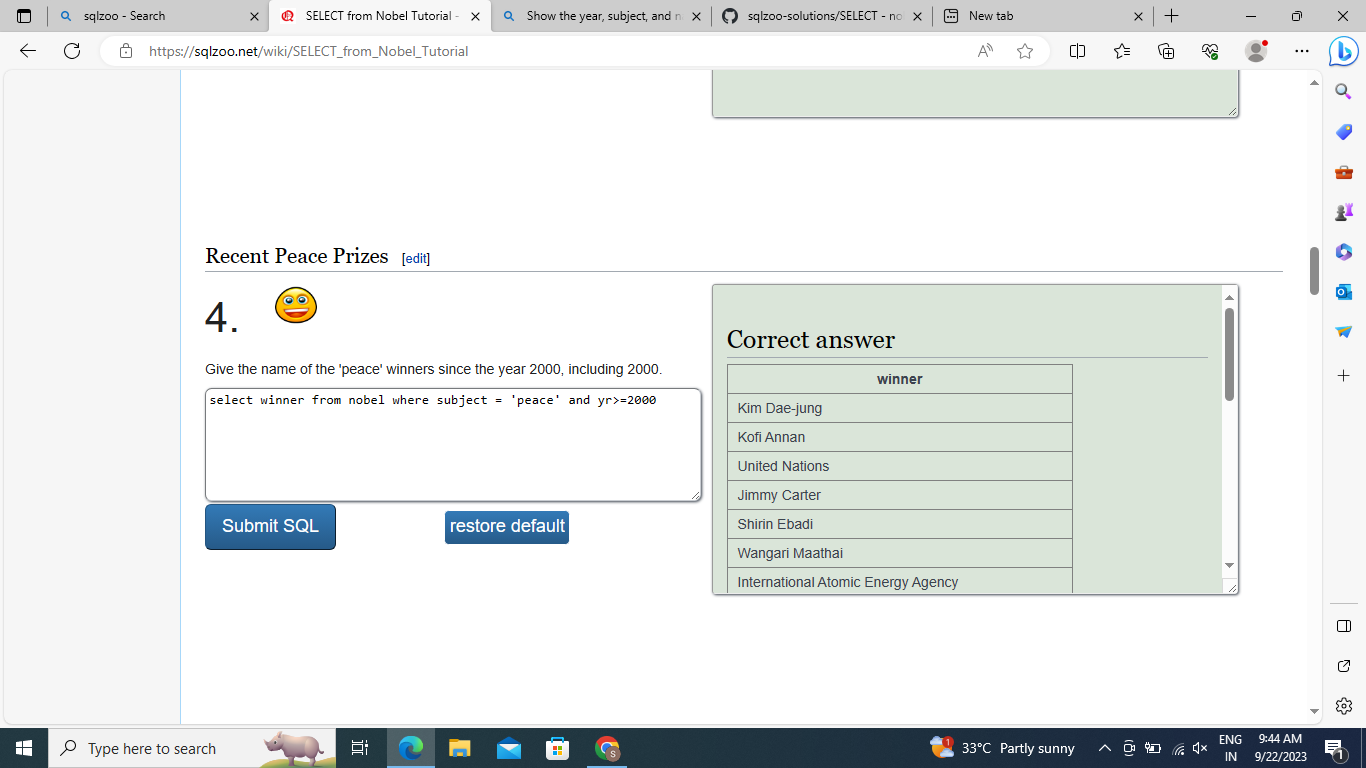 sqlzoo - Search
SELECT from Nobel Tutorial -
Show the year, subject, and n
sqlzoo-solutions/SELECT - no
New tab
https://sqlzoo.net/wiki/SELECT_from_Nobel_Tutorial
Recent Peace Prizes [edit]
4.
Give the name of the 'peace' winners since the year 2000, including 2000.
select winner from nobel where subject = 'peace' and yr>=2000
Submit SQL
restore default
Correct answer
winner
Kim Dae-jung
Kofi Annan
United Nations
Jimmy Carter
Shirin Ebadi
Wangari Maathai
International Atomic Energy Agency
Type here to search
S
1
33°C Partly sunny
ENG
IN
9:44 AM
9/22/2023
1